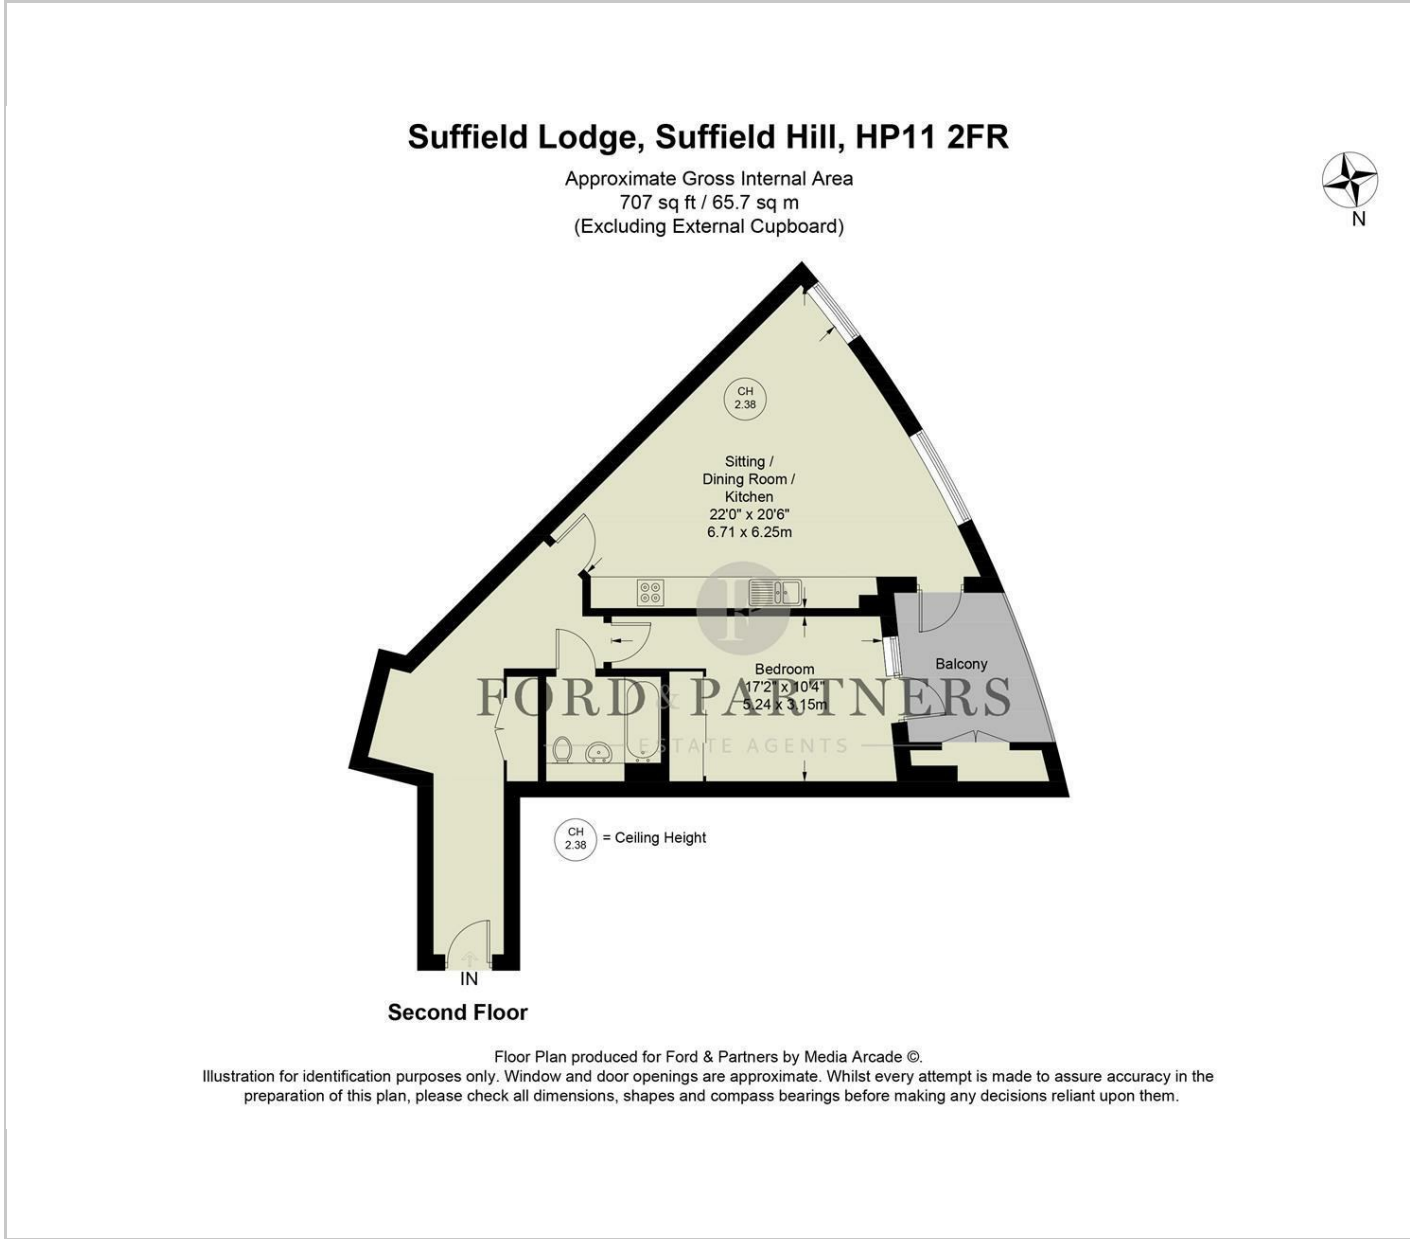 Suffield Lodge, Suffield Hill, HP11 2FR
Approximate Gross Internal Area
707 sq ft / 65.7 sq m
(Excluding External Cupboard)
N
CH
2.38
Sitting /
Dining Room /
Kitchen
22'0" x 20'6"
6.71 x 6.25m
F
Bedroom
17'2" x 10'4"
5.24 x 3.15m
Balcony
FORD & PARTNERS
ESTATE AGENTS
CH
2.38
= Ceiling Height
IN
Second Floor
Floor Plan produced for Ford & Partners by Media Arcade ©.
Illustration for identification purposes only. Window and door openings are approximate. Whilst every attempt is made to assure accuracy in the
preparation of this plan, please check all dimensions, shapes and compass bearings before making any decisions reliant upon them.